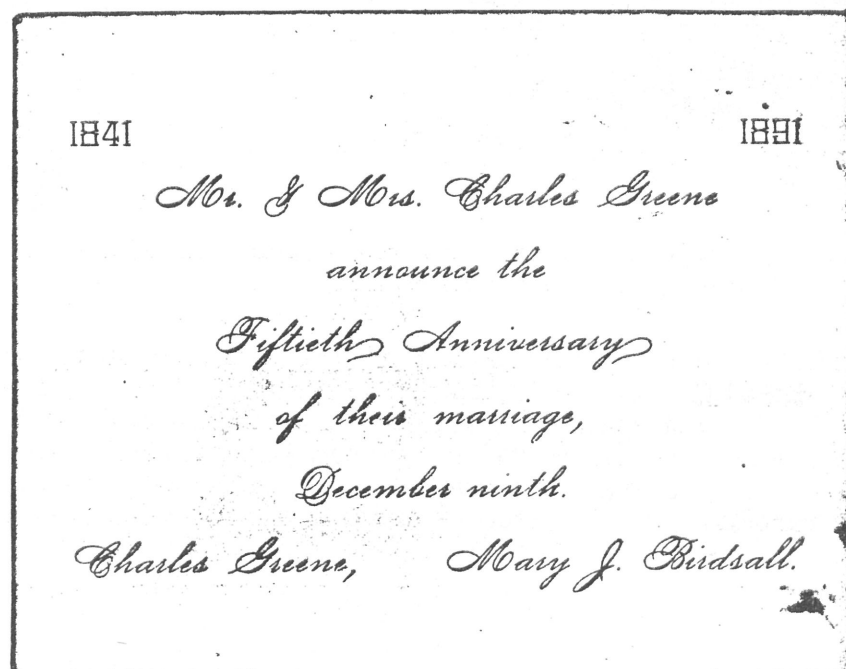 1841 1891
Mr. & Mrs. Charles Greene
announce the
Fiftieth Anniversary
of their marriage,
December ninth.
Charles Greene, Mary J. Birdsall.